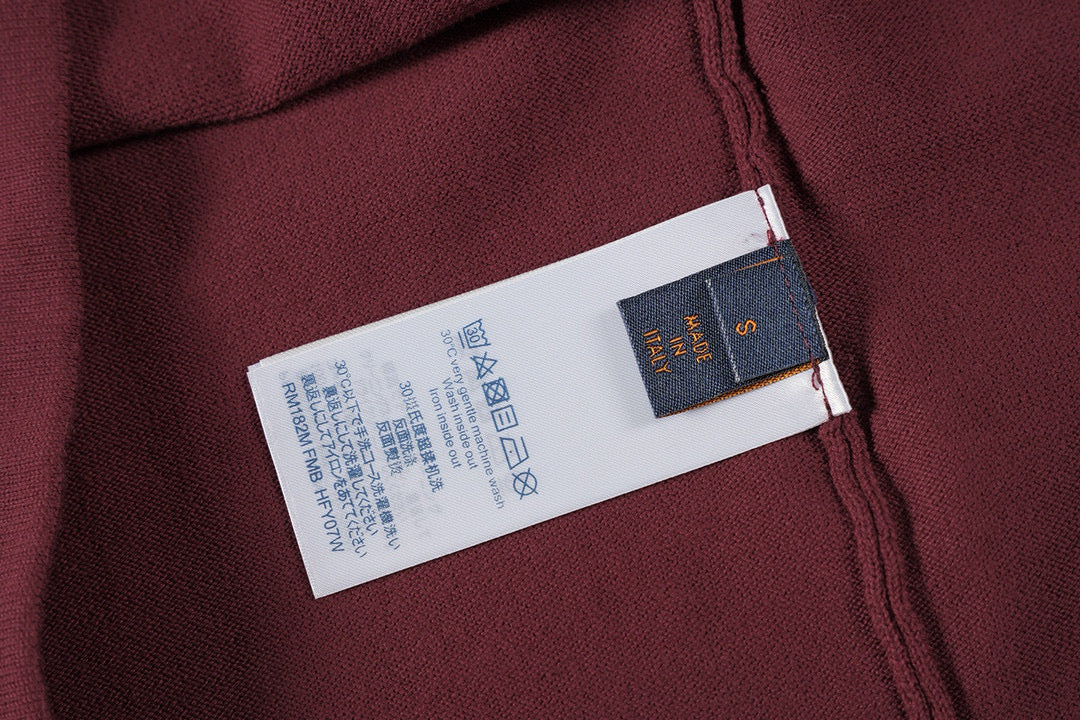 S
MADE
IN
ITALY
30
30°C very gentle machine wash
Wash inside out
Iron inside out
30以氏度超揉机洗
反面洗涤
反面熨烫
30℃以下で手洗コース洗濯機洗い
裏返しにして洗濯してください
裏返しにしてアイロンをあててください
RM182M FMB HFY07W